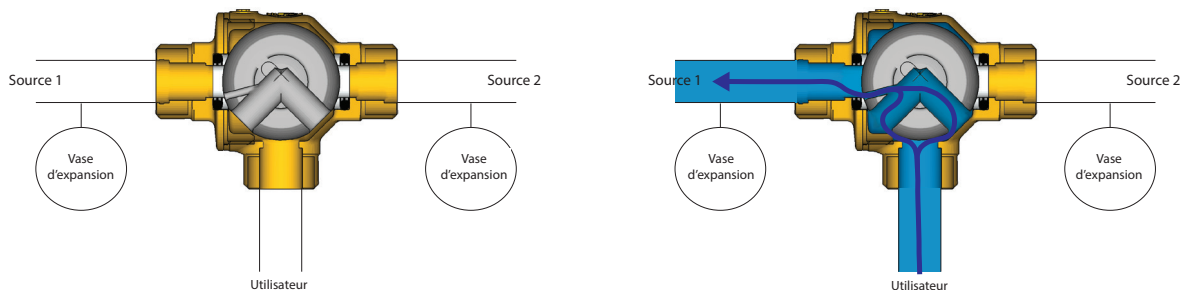 Source 1
Source 2
Vase
d'expansion
Vase
d'expansion
Utilisateur
Source 1
Source 2
Vase
d'expansion
Vase
d'expansion
Utilisateur